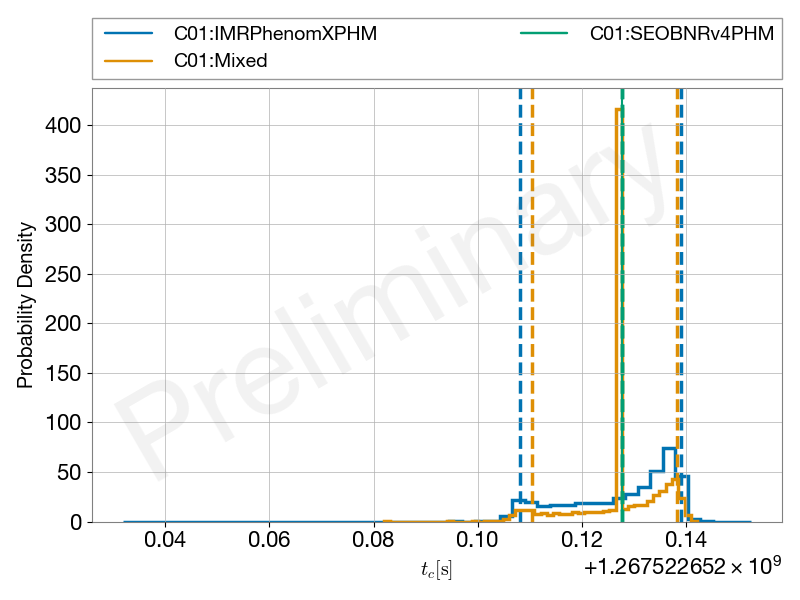 C01:IMRPhenomXPHM
C01:SEOBNRv4PHM
C01:Mixed
Preliminary
Probability Density
400
350
300
250
200
150
100
50
0
0.04
0.06
0.08
0.10
0.12
0.14
t_c[s]
+1.267522652 × 10^9